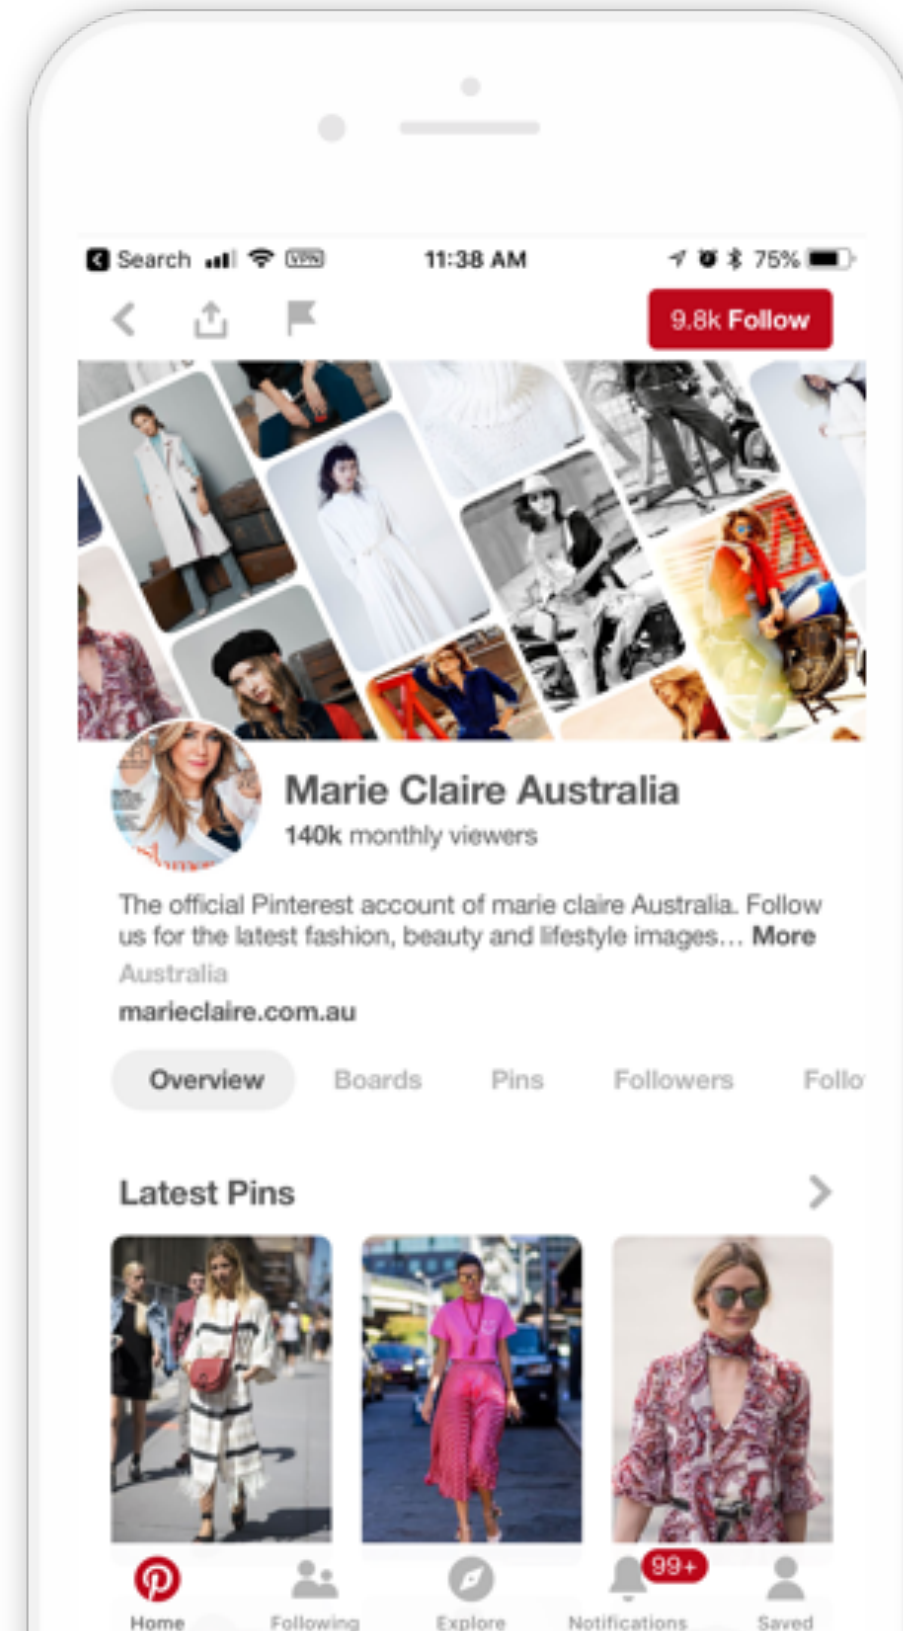 Search VPN 11:38 AM 75%
9.8k Follow
Marie Claire Australia
140k monthly viewers
The official Pinterest account of marie claire Australia. Follow
us for the latest fashion, beauty and lifestyle images... More
Australia
marieclaire.com.au
Overview Boards Pins Followers Follo
Latest Pins
99+
Home Following Explore Notifications Saved